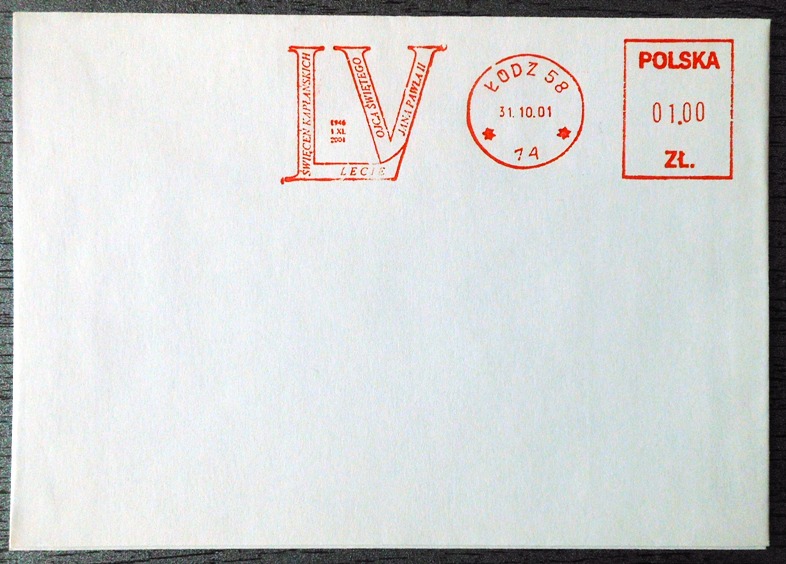 LV
ŚWIĘCEŃ KAPŁAŃSKICH
OJCA ŚWIĘTEGO
JANA PAWŁA II
1946
1 XI.
2001
LECIE
ŁÓDŹ 58
31.10.01
74
POLSKA
01.00
ZŁ.